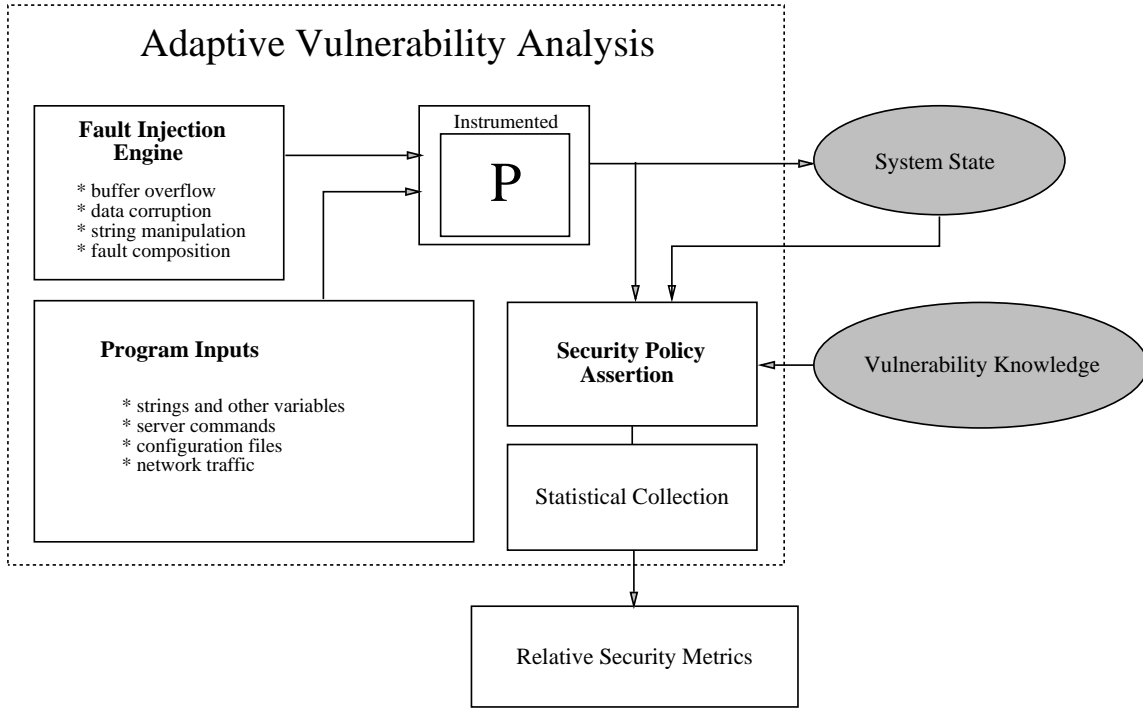 Adaptive Vulnerability Analysis
Fault Injection
Engine
* buffer overflow
* data corruption
* string manipulation
* fault composition
Instrumented
P
System State
Program Inputs
* strings and other variables
* server commands
* configuration files
* network traffic
Security Policy
Assertion
Vulnerability Knowledge
Statistical Collection
Relative Security Metrics